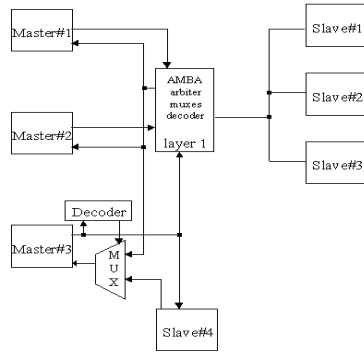 Master#1
Slave#1
AMBA
arbiter
muxes
decoder
layer 1
Slave#2
Master#2
Slave#3
Decoder
Master#3
M
U
X
Slave#4